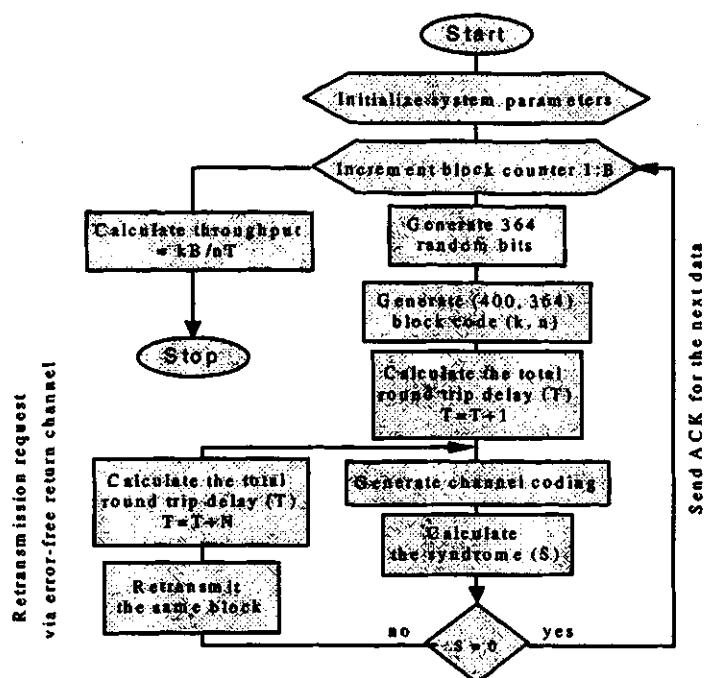 Start
Initialize system parameters
Increment block counter 1:B
Calculate throughput
= kB/nT
Generate 364
random bits
Generate (400, 364)
block code (k, n)
Stop
Calculate the total
round trip delay (T)
T=T+1
Calculate the total
round trip delay (T)
T=T+N
Generate channel coding
Calculate
the syndrome (S)
Retransmit
the same block
no
S = 0
yes
Retransmission request
via error-free return channel
Send ACK for the next data